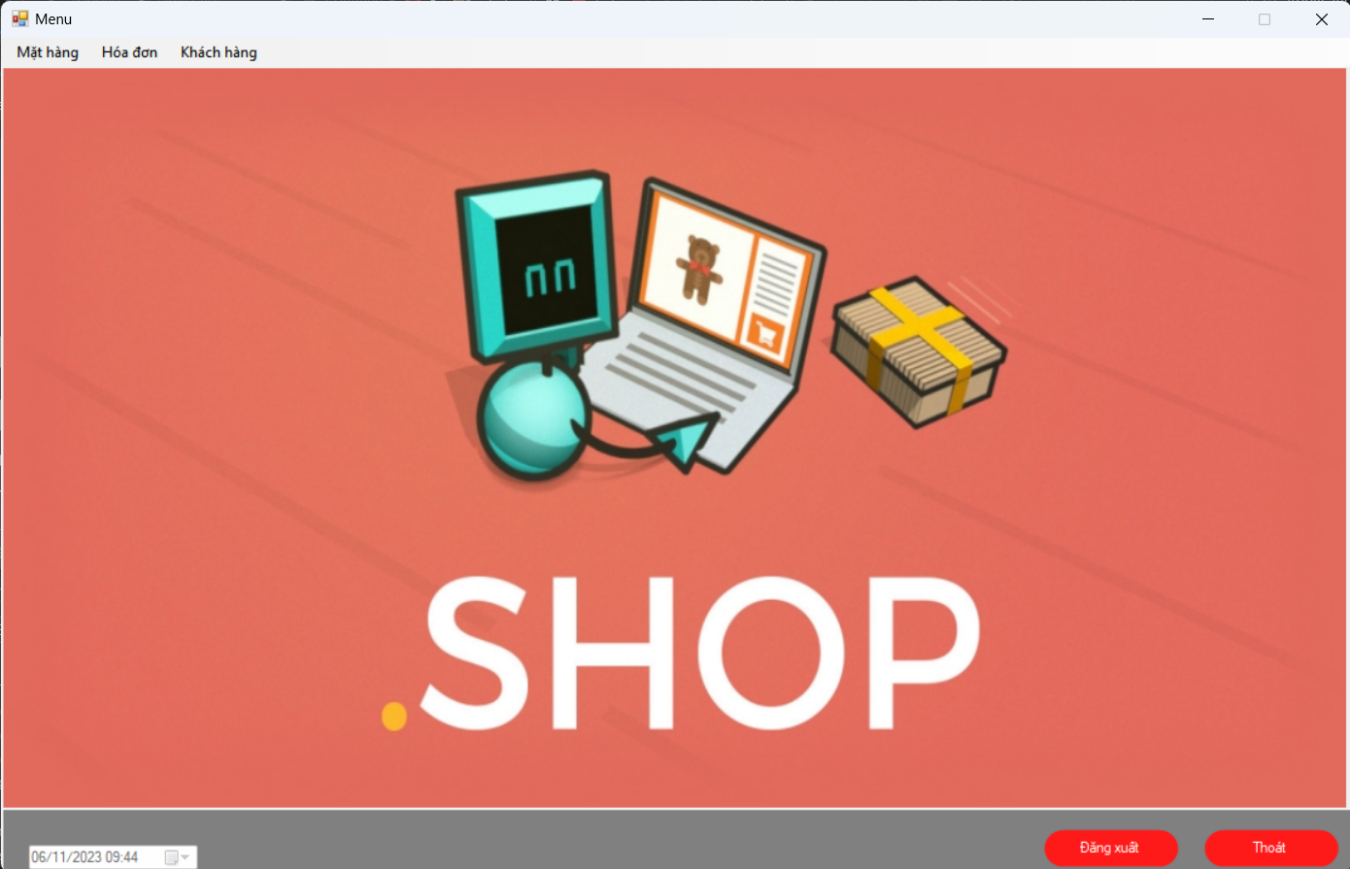 Menu
Mặt hàng Hóa đơn Khách hàng
.SHOP
06/11/2023 09:44
Đăng xuất Thoát